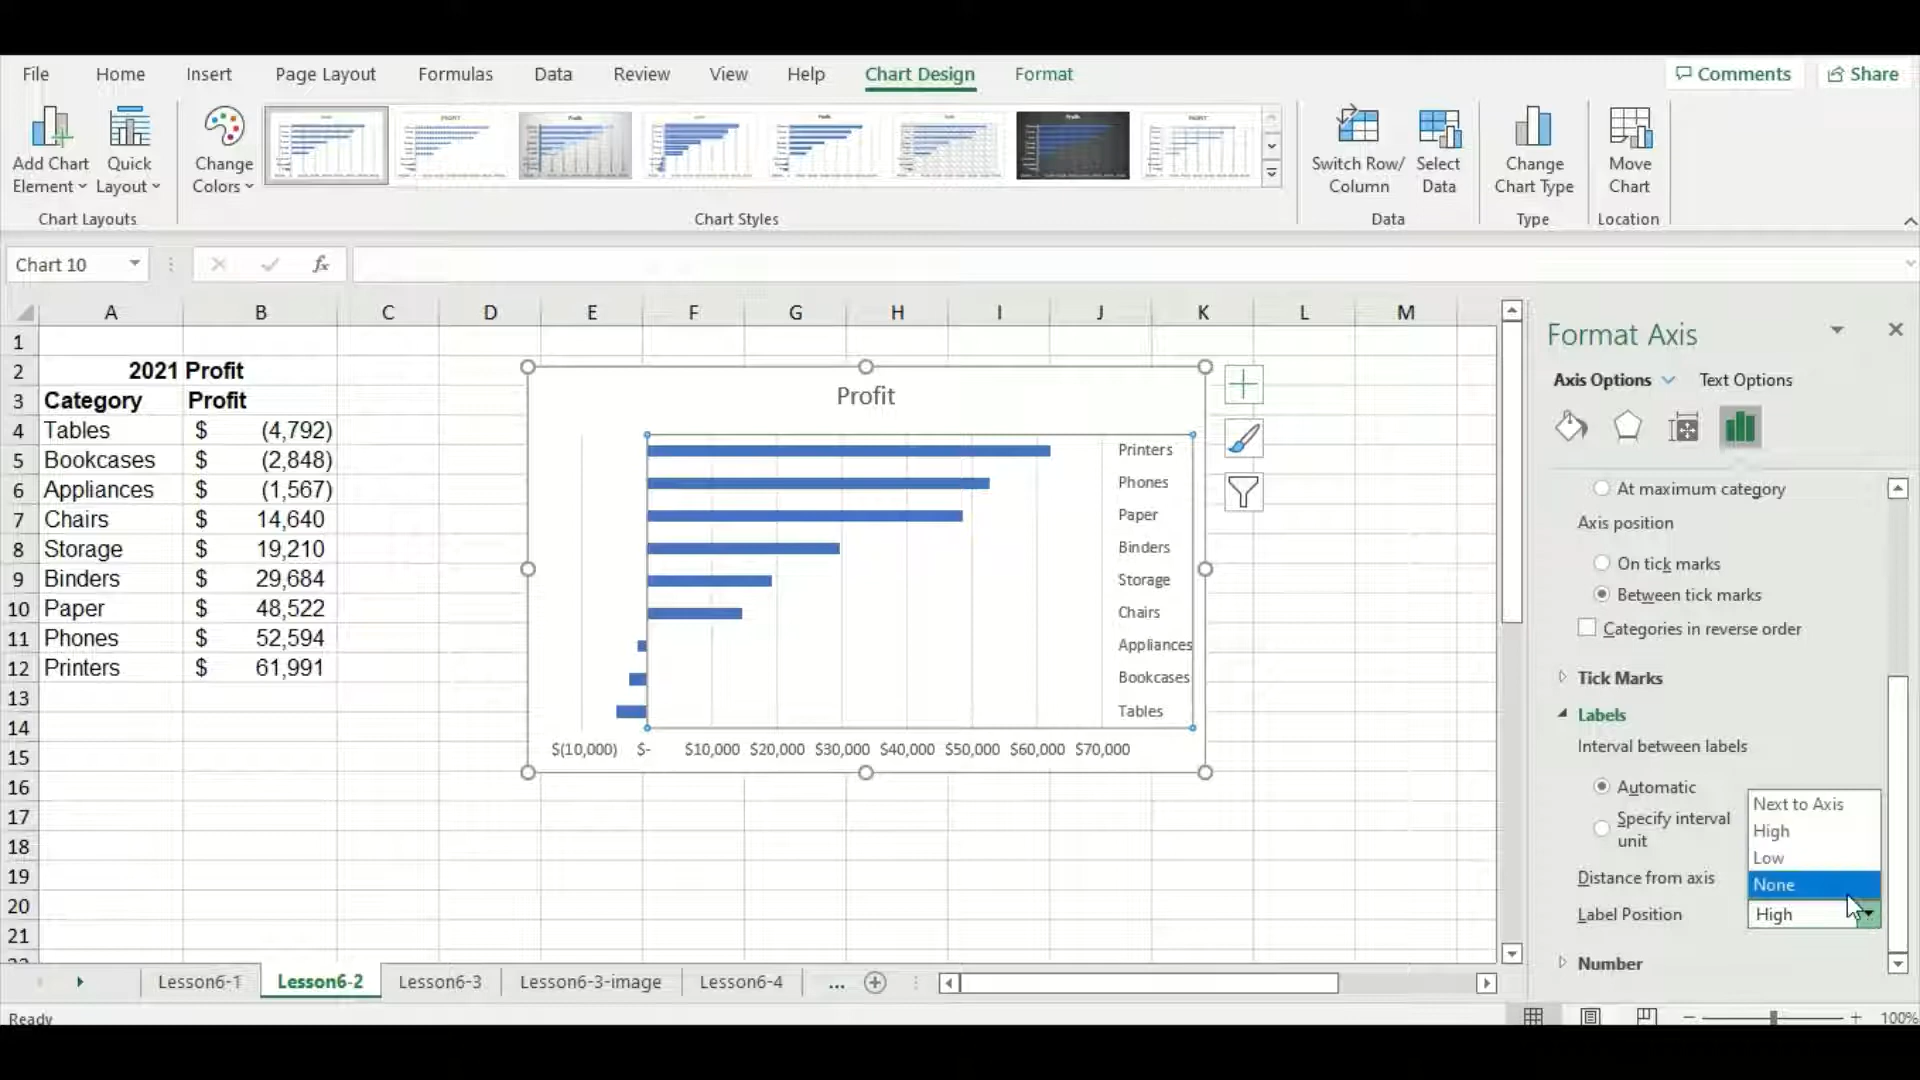 File Home Insert Page Layout Formulas Data Review View Help Chart Design Format Comments Share
Add Chart Element
Quick Layout
Change Colors
Switch Row/ Column
Select Data
Change Chart Type
Move Chart
Chart Layouts Chart Styles Data Type Location
Chart 10 fx
A B C D E F G H I J K L M
1
2 2021 Profit
3 Category Profit
4 Tables $ (4,792)
5 Bookcases $ (2,848)
6 Appliances $ (1,567)
7 Chairs $ 14,640
8 Storage $ 19,210
9 Binders $ 29,684
10 Paper $ 48,522
11 Phones $ 52,594
12 Printers $ 61,991
13
14
15
16
17
18
19
20
21
Profit
Printers
Phones
Paper
Binders
Storage
Chairs
Appliances
Bookcases
Tables
$(10,000) $- $10,000 $20,000 $30,000 $40,000 $50,000 $60,000 $70,000
Format Axis
Axis Options Text Options
At maximum category
Axis position
On tick marks
Between tick marks
Categories in reverse order
Tick Marks
Labels
Interval between labels
Automatic
Specify interval
unit
Distance from axis
Label Position High
Next to Axis
High
Low
None
Number
Lesson6-1 Lesson6-2 Lesson6-3 Lesson6-3-image Lesson6-4 ...
Ready 100%